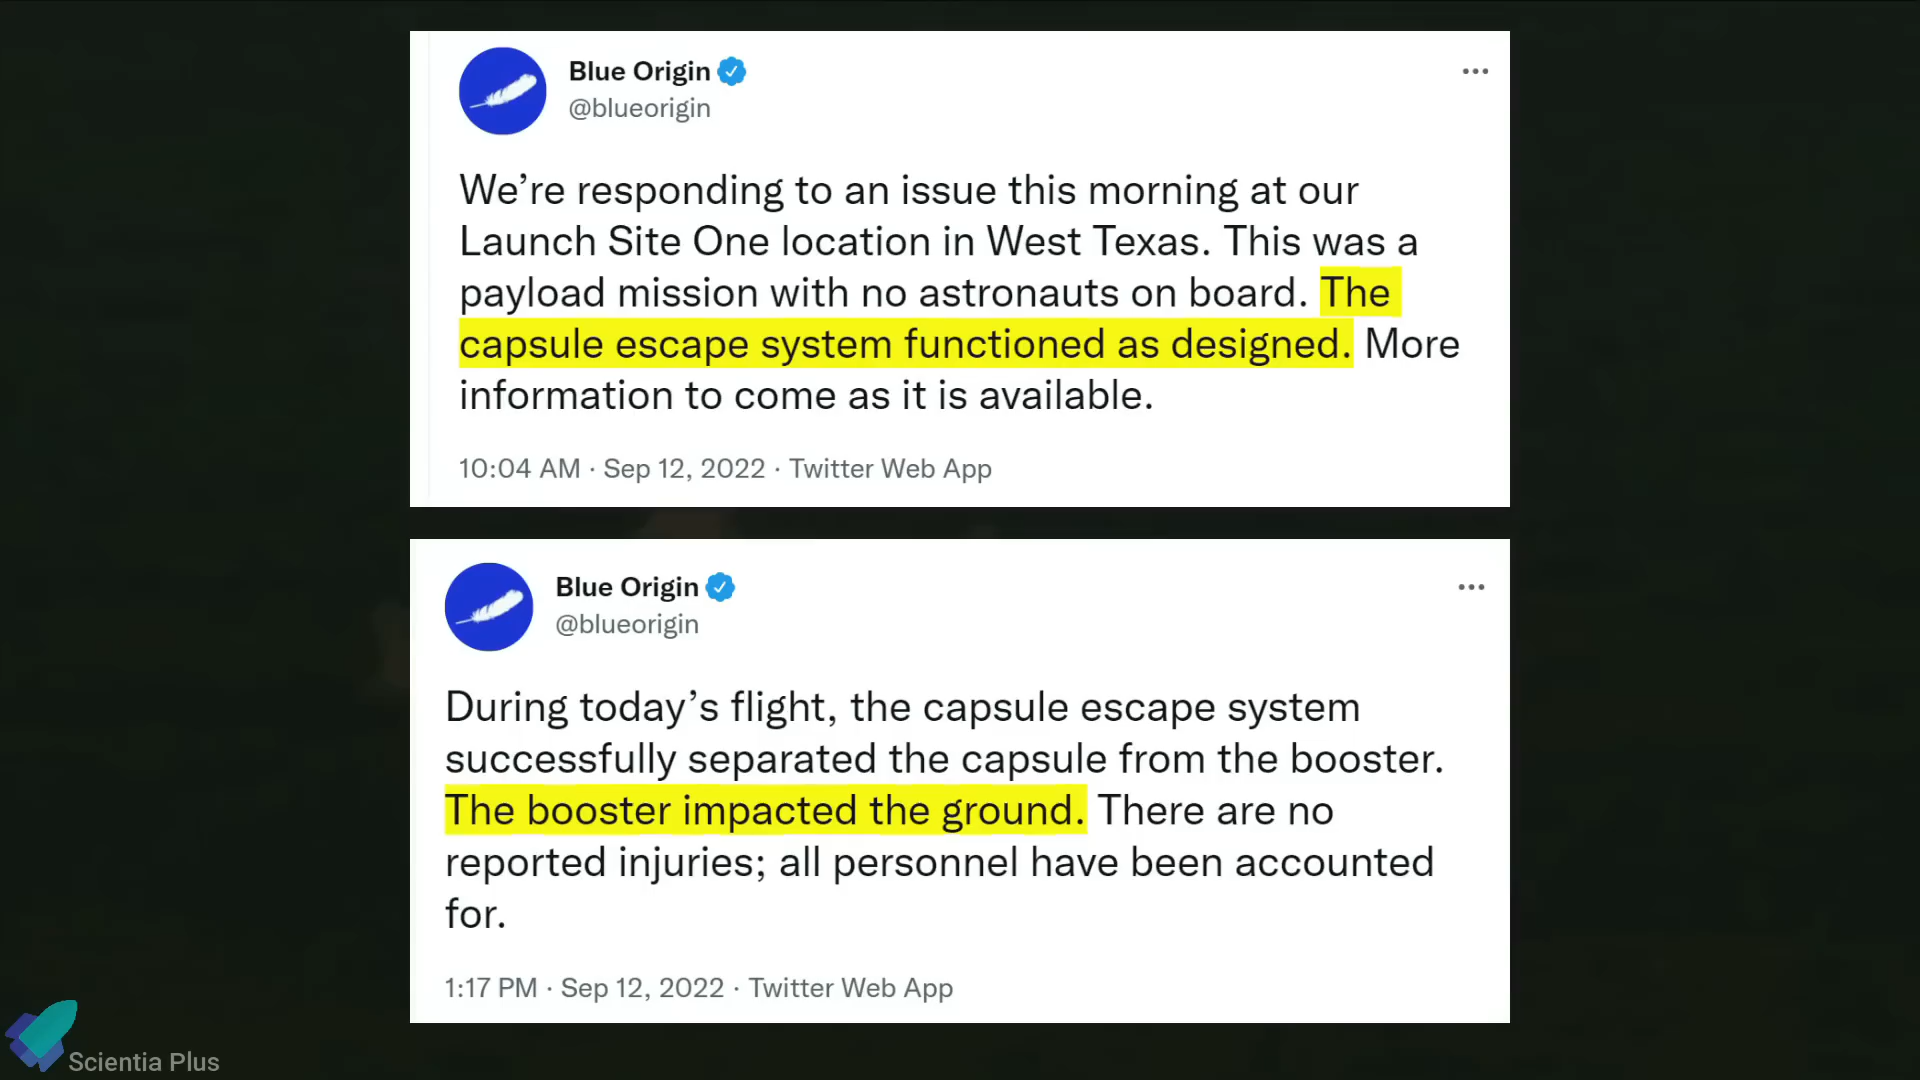 Blue Origin
@blueorigin
We’re responding to an issue this morning at our
Launch Site One location in West Texas. This was a
payload mission with no astronauts on board. The
capsule escape system functioned as designed. More
information to come as it is available.
10:04 AM · Sep 12, 2022 · Twitter Web App
Blue Origin
@blueorigin
During today’s flight, the capsule escape system
successfully separated the capsule from the booster.
The booster impacted the ground. There are no
reported injuries; all personnel have been accounted
for.
1:17 PM · Sep 12, 2022 · Twitter Web App
Scientia Plus